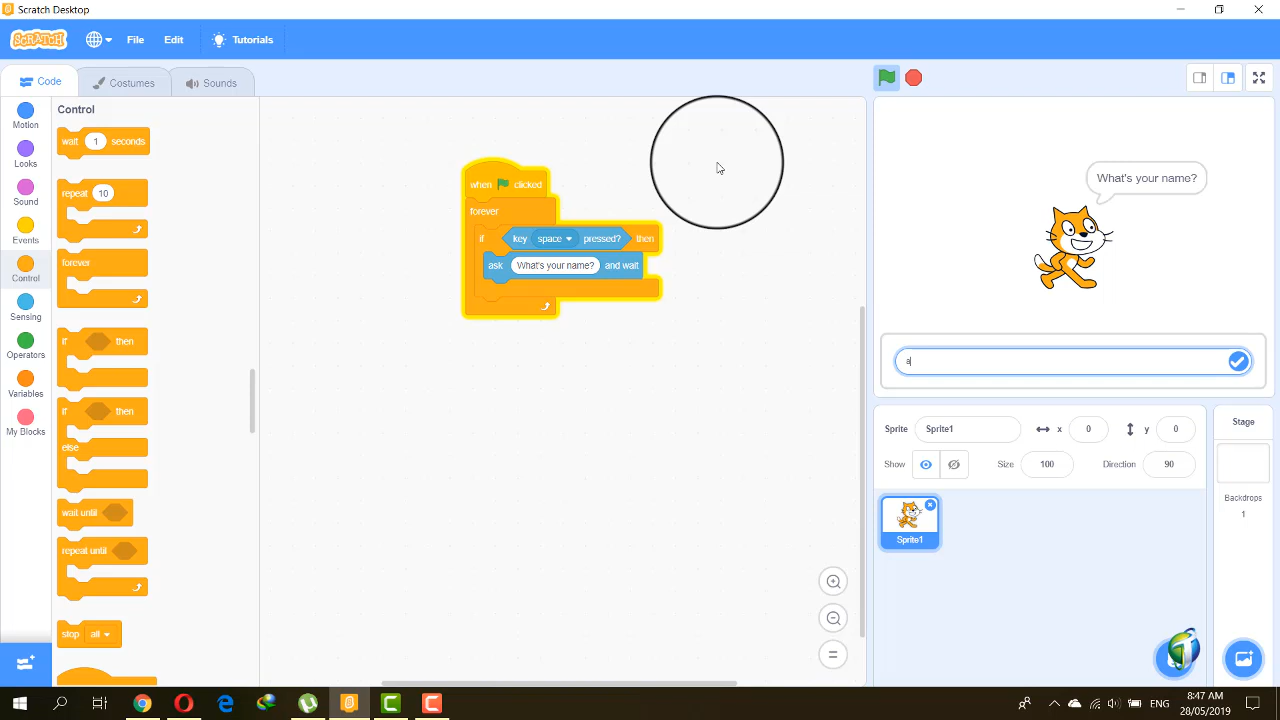 Scratch Desktop
SCRATCH File Edit Tutorials
Code Costumes Sounds
Motion
Looks
Sound
Events
Control
Sensing
Operators
Variables
My Blocks
Control
wait 1 seconds
repeat 10
forever
if then
if then
else
wait until
repeat until
stop all
when clicked
forever
if key space pressed? then
ask What's your name? and wait
What's your name?
a
Sprite Sprite1 x 0 y 0
Show Size 100 Direction 90
Sprite1
Stage
Backdrops
1
8:47 AM
ENG
28/05/2019